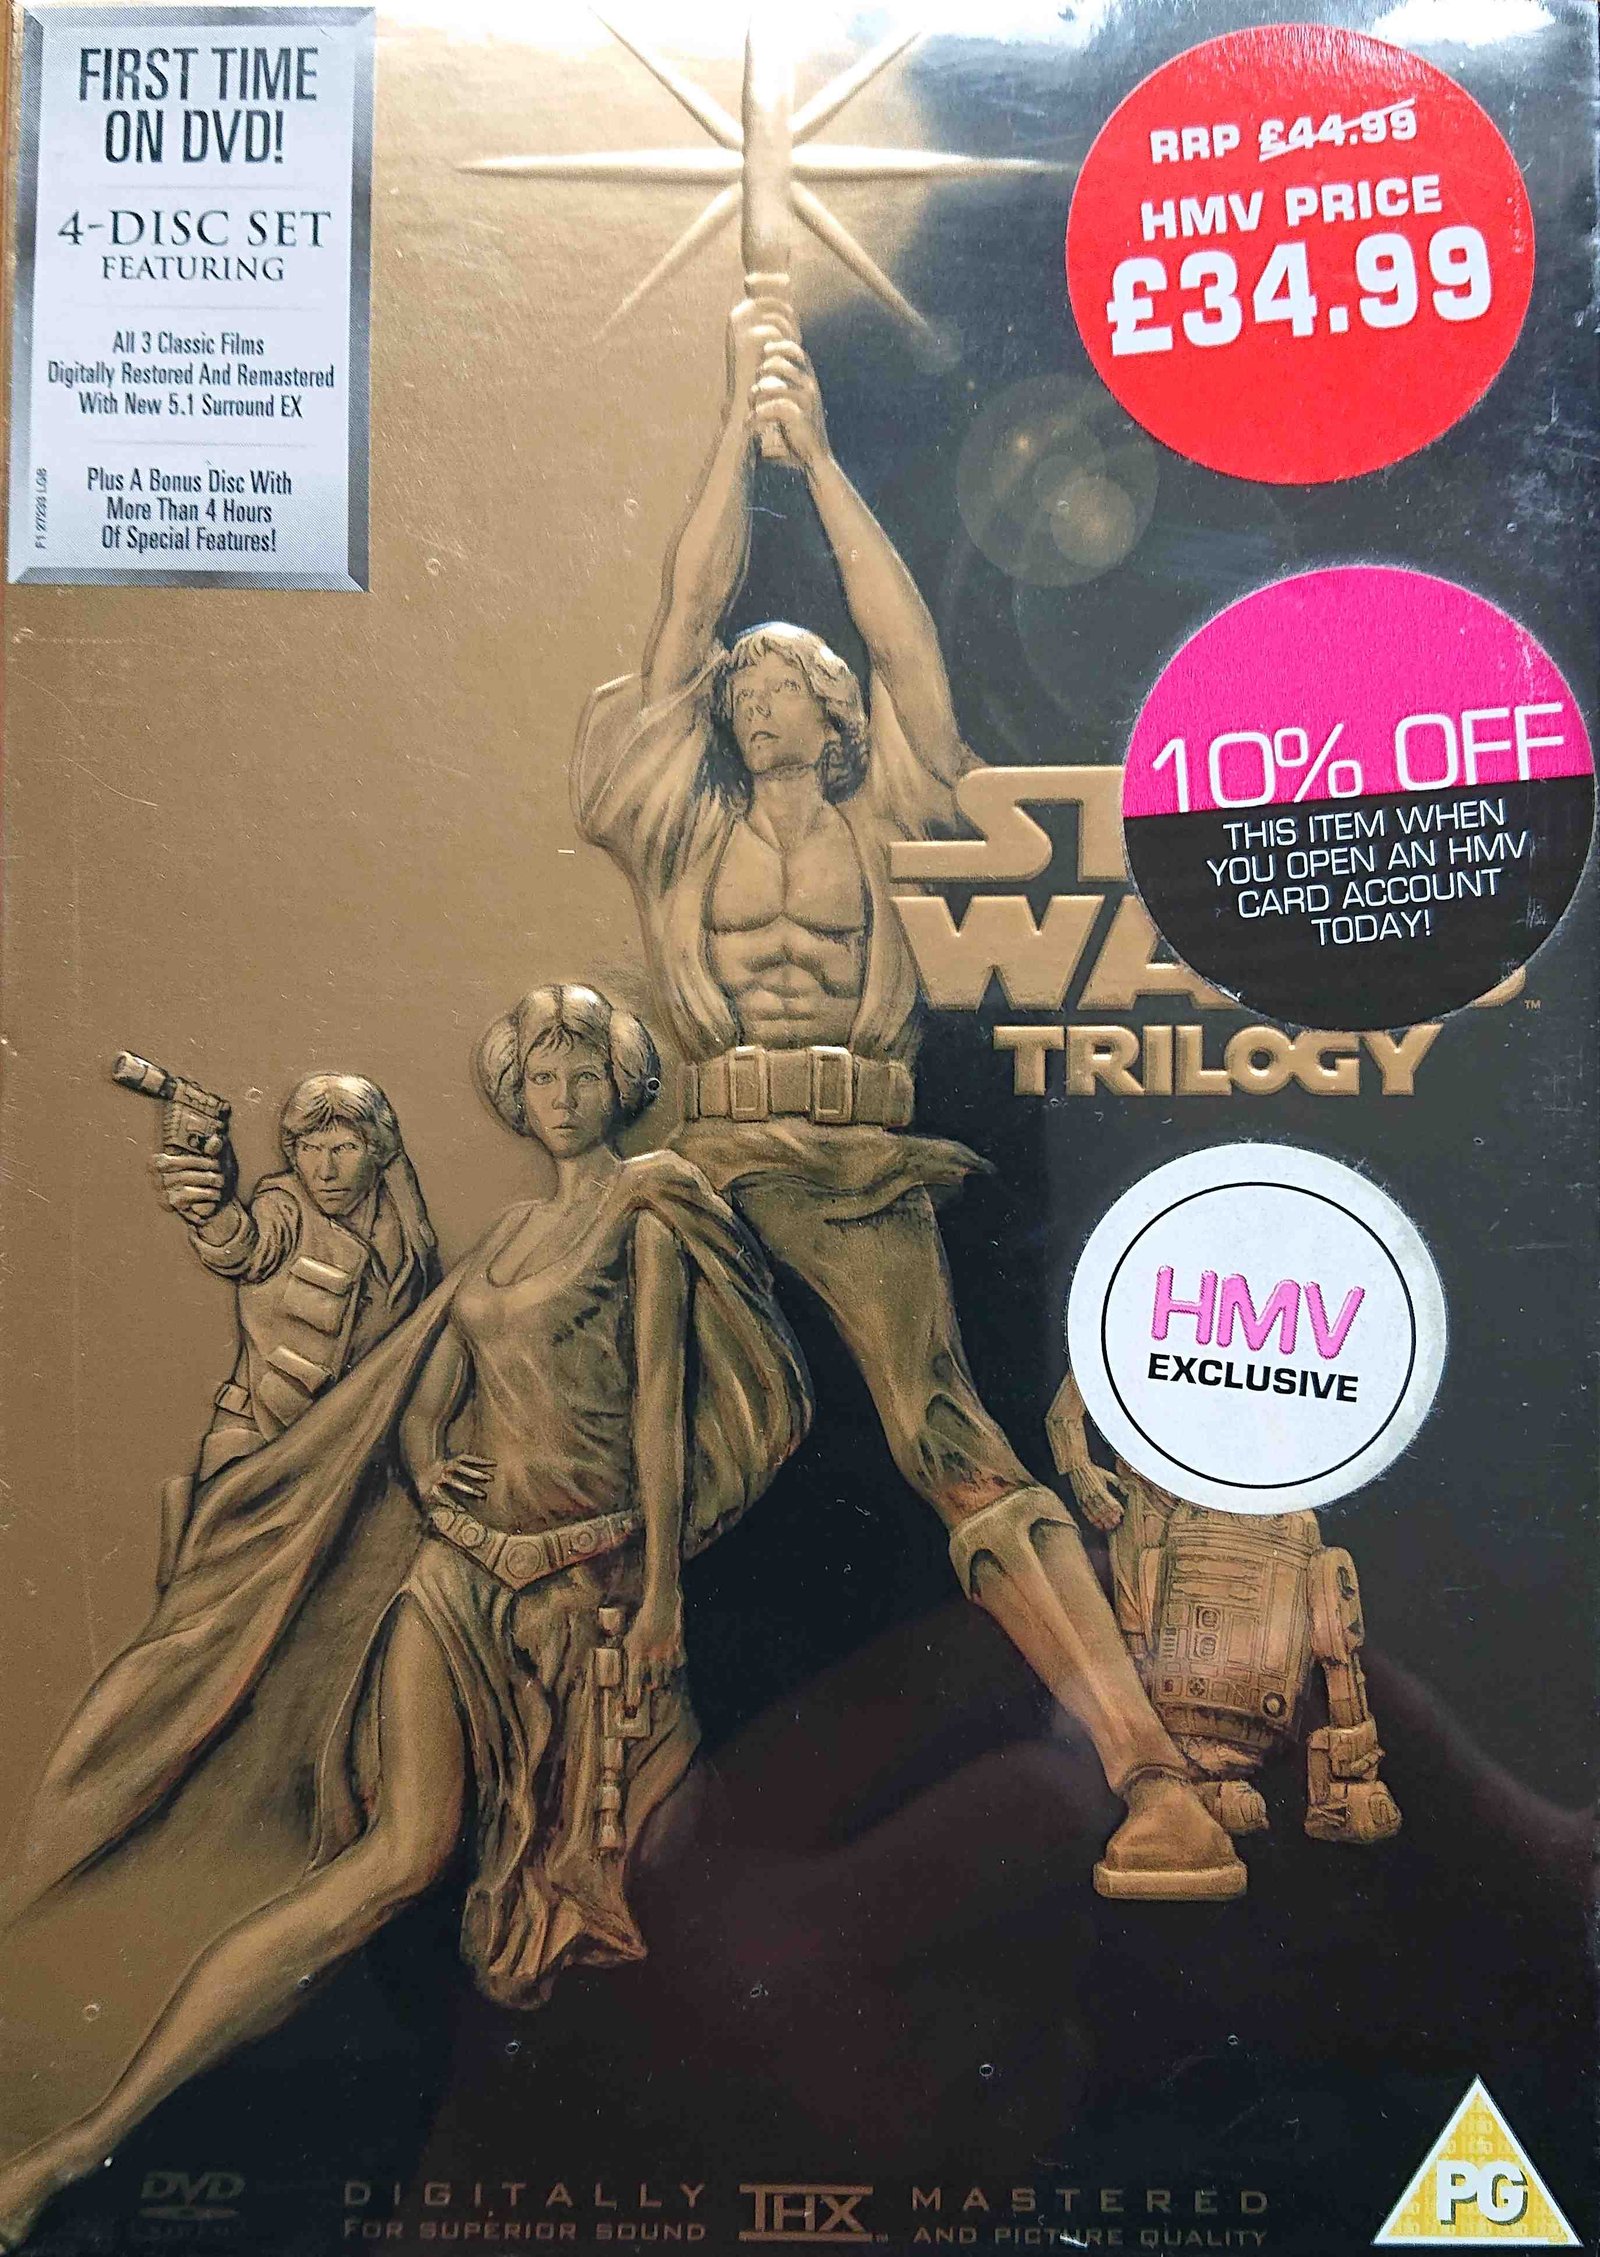 FIRST TIME
ON DVD!
4-DISC SET
FEATURING
All 3 Classic Films
Digitally Restored And Remastered
With New 5.1 Surround EX
Plus A Bonus Disc With
More Than 4 Hours
Of Special Features!
RRP £44.99
HMV PRICE
£34.99
10% OFF
THIS ITEM WHEN
YOU OPEN AN HMV
CARD ACCOUNT
TODAY!
TM
TRILOGY
HMV
EXCLUSIVE
DVD
VIDEO
DIGITALLY THX MASTERED
FOR SUPERIOR SOUND AND PICTURE QUALITY
PG